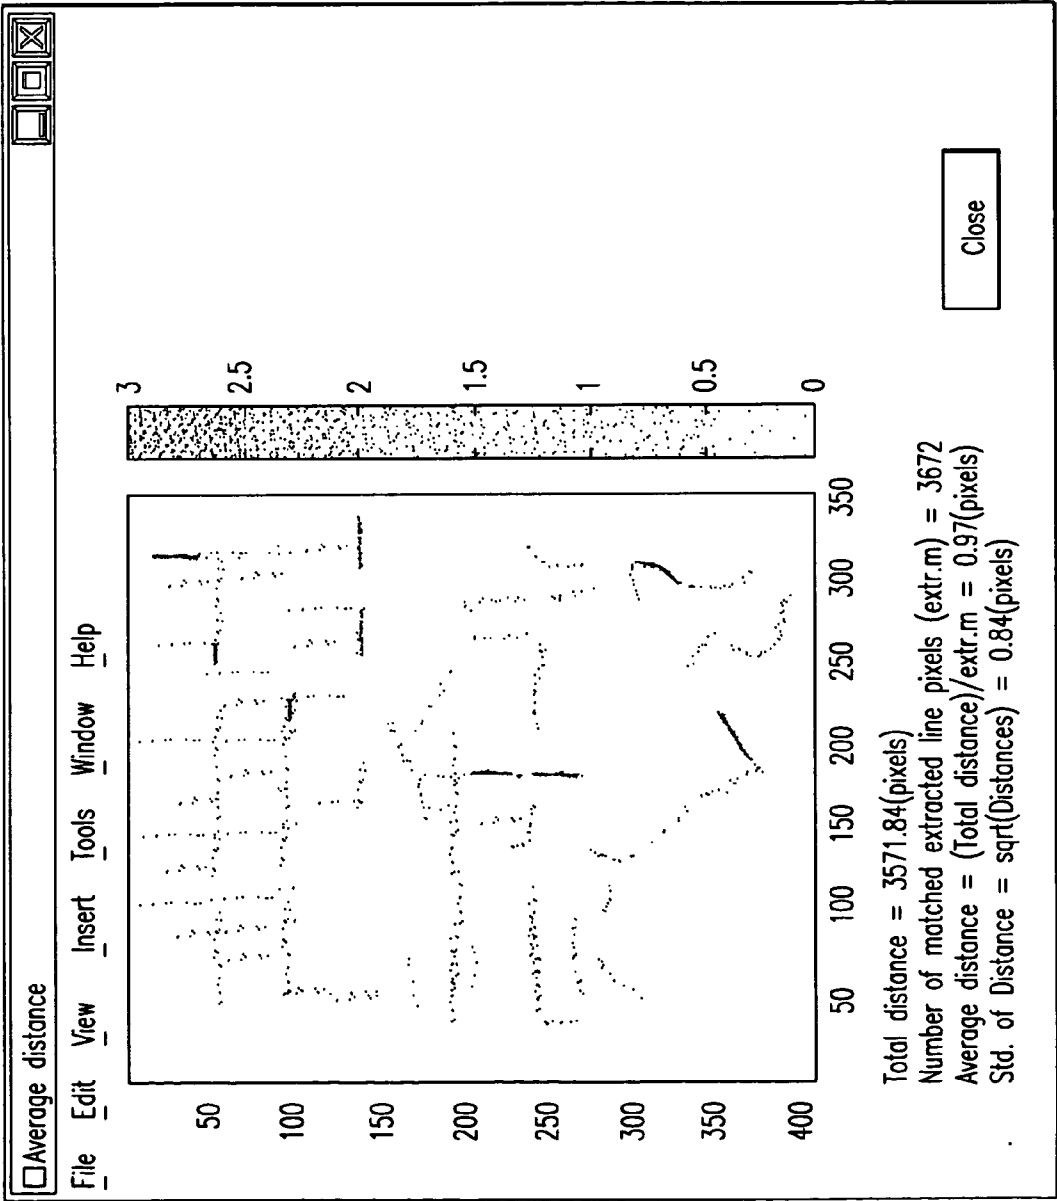 Average distance
File Edit View Insert Tools Window Help
50
100
150
200
250
300
350
400
50 100 150 200 250 300 350
3
2.5
2
1.5
1
0.5
0
Total distance = 3571.84(pixels)
Number of matched extracted line pixels (extr.m) = 3672
Average distance = (Total distance)/extr.m = 0.97(pixels)
Std. of Distance = sqrt(Distances) = 0.84(pixels)
Close